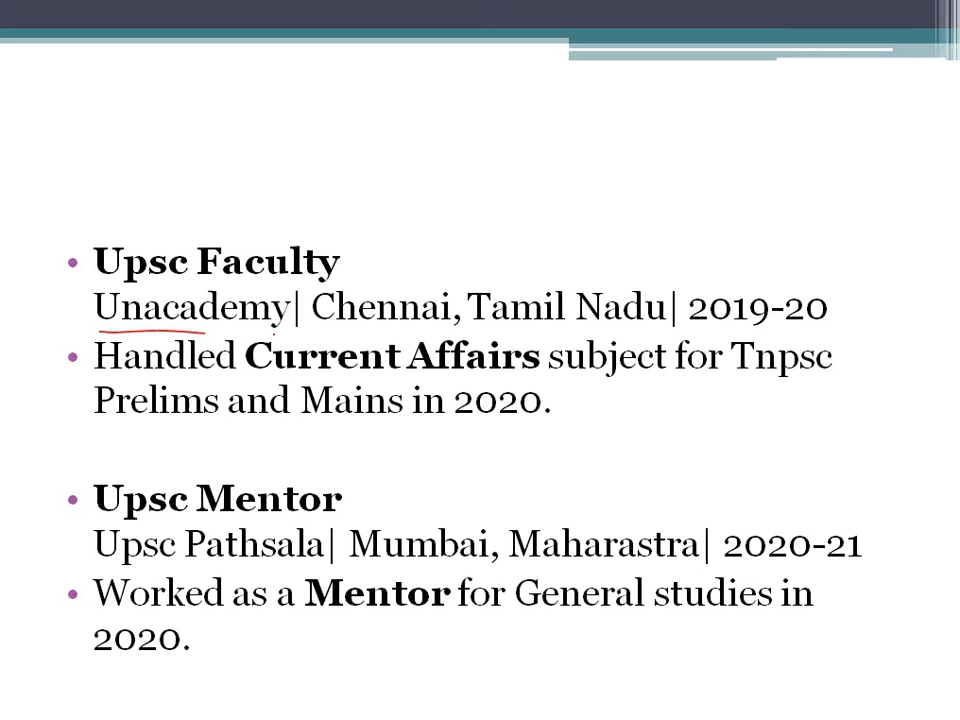 • Upsc Faculty
Unacademy| Chennai, Tamil Nadu| 2019-20
• Handled Current Affairs subject for Tnpsc
Prelims and Mains in 2020.
• Upsc Mentor
Upsc Pathsala| Mumbai, Maharastra| 2020-21
• Worked as a Mentor for General studies in
2020.